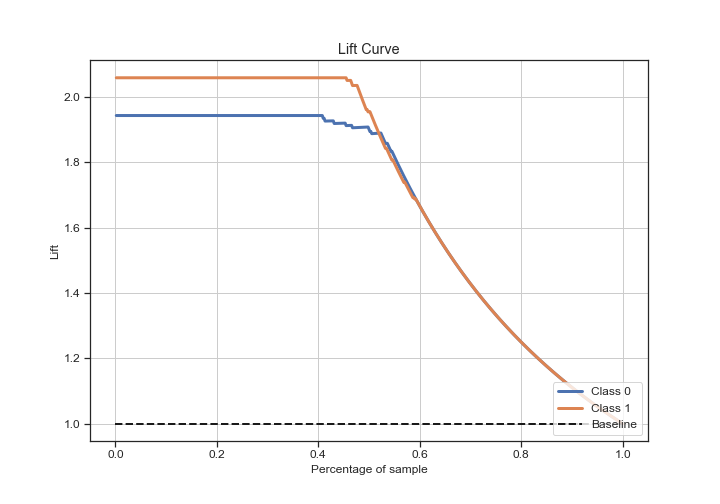 Lift Curve
Lift
2.0
1.8
1.6
1.4
1.2
1.0
0.0
0.2
0.4
0.6
0.8
1.0
Percentage of sample
Class 0
Class 1
Baseline